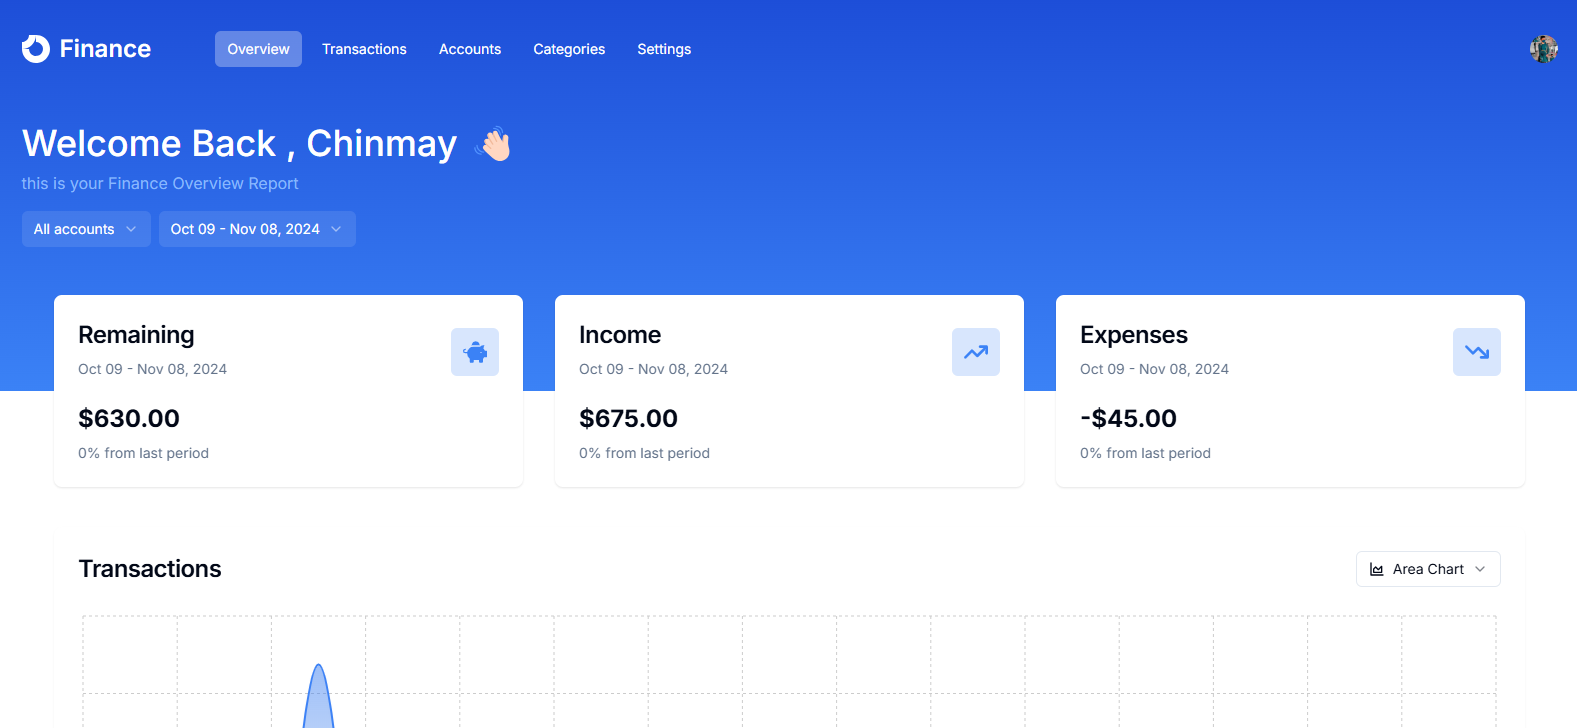 Finance
Overview
Transactions
Accounts
Categories
Settings
Welcome Back , Chinmay 👋🏻
this is your Finance Overview Report
All accounts
Oct 09 - Nov 08, 2024
Remaining
Oct 09 - Nov 08, 2024
$630.00
0% from last period
Income
Oct 09 - Nov 08, 2024
$675.00
0% from last period
Expenses
Oct 09 - Nov 08, 2024
-$45.00
0% from last period
Transactions
Area Chart